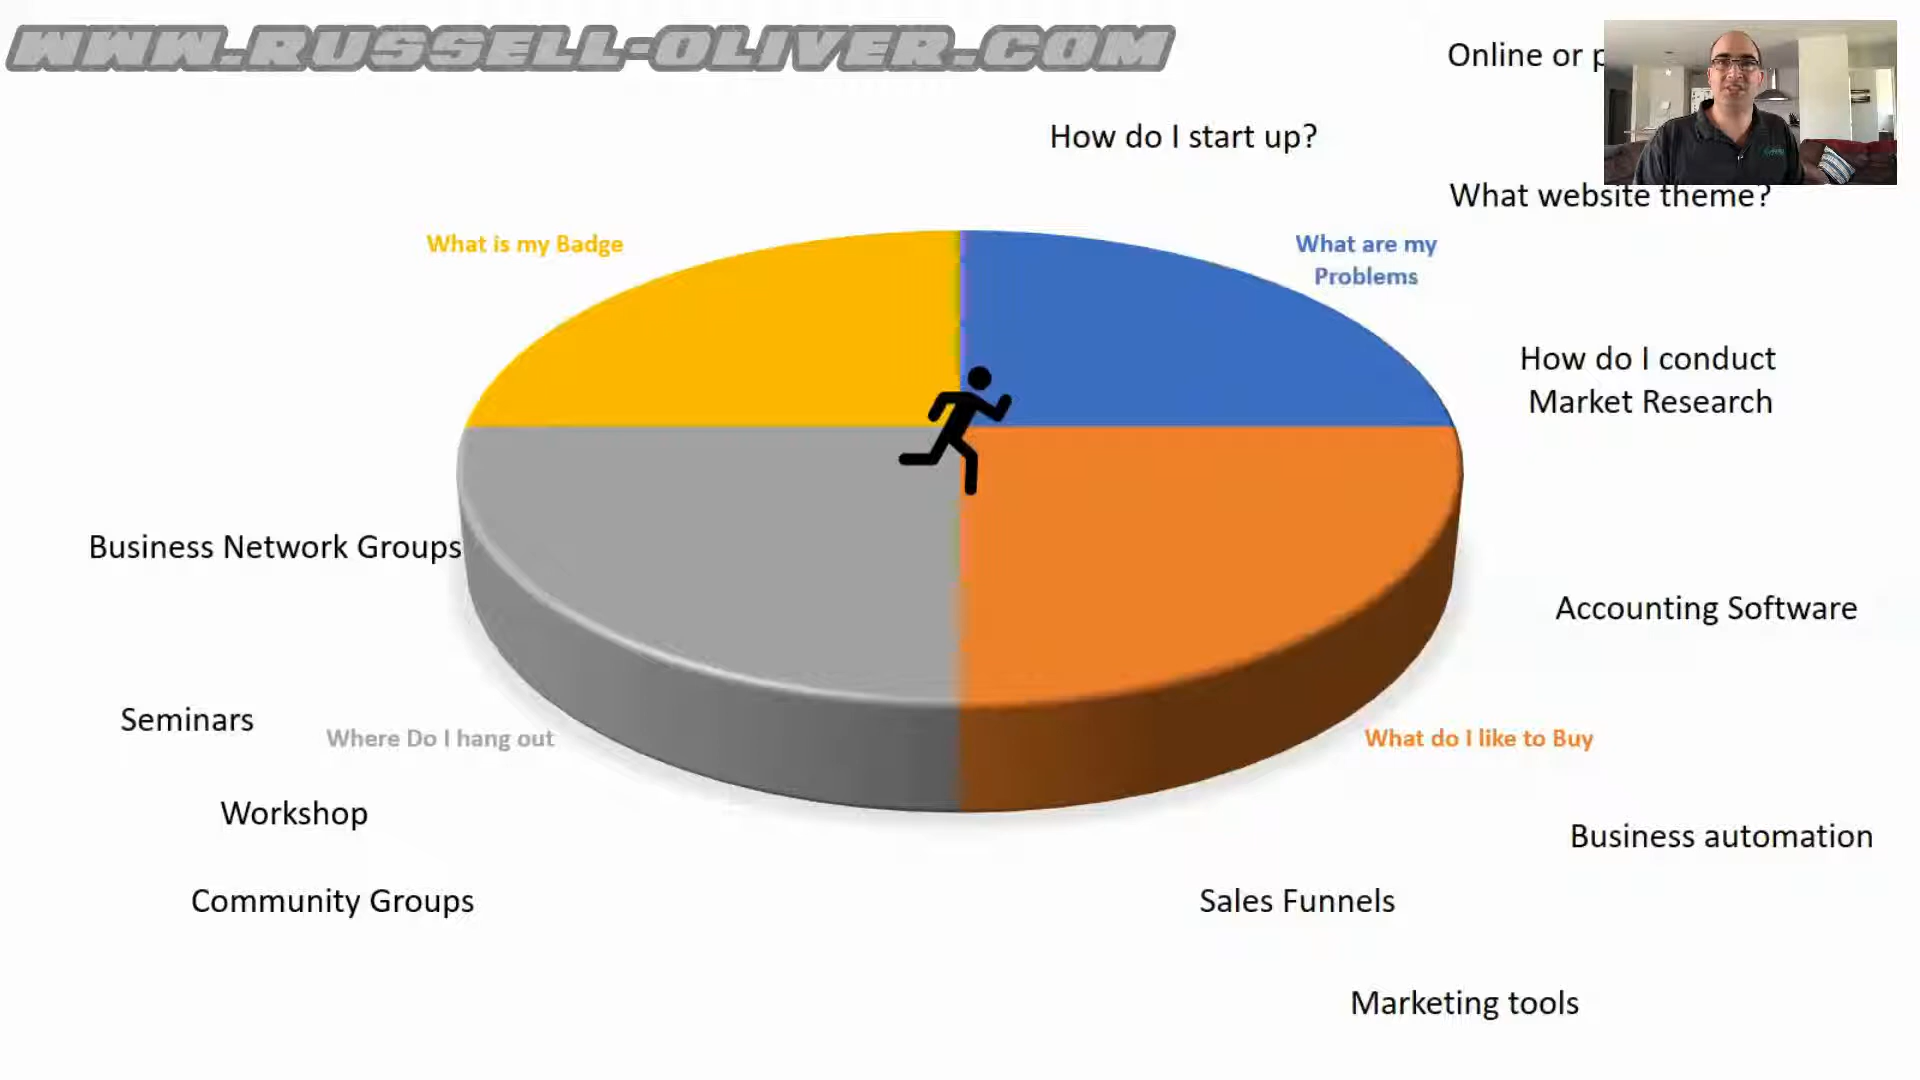 WWW.RUSSELL-OLIVER.COM
Online or
How do I start up?
What website theme?
What is my Badge
What are my
Problems
How do I conduct
Market Research
Business Network Groups
Accounting Software
Seminars
Where Do I hang out
What do I like to Buy
Workshop
Business automation
Community Groups
Sales Funnels
Marketing tools